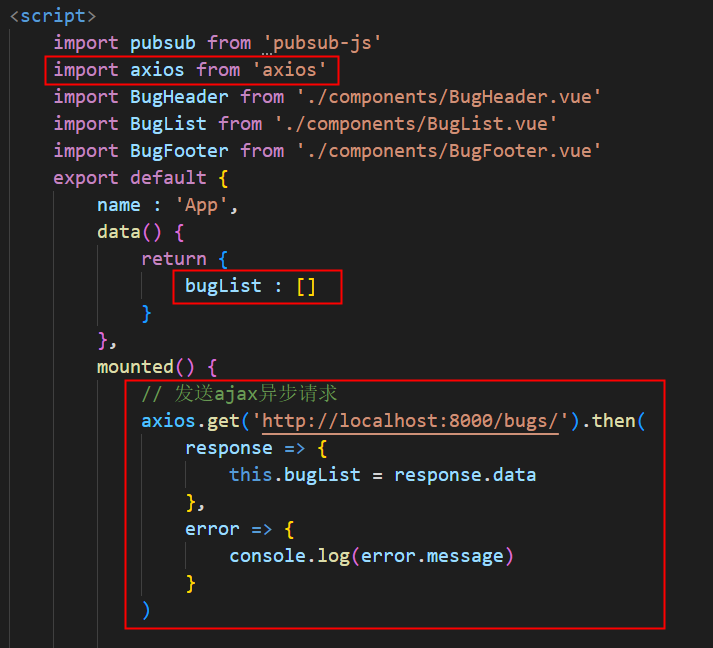 <script>
import pubsub from 'pubsub-js'
import axios from 'axios'
import BugHeader from './components/BugHeader.vue'
import BugList from './components/BugList.vue'
import BugFooter from './components/BugFooter.vue'
export default {
name : 'App',
data() {
return {
bugList : []
}
},
mounted() {
// 发送ajax异步请求
axios.get('http://localhost:8000/bugs/').then(
response => {
this.bugList = response.data
},
error => {
console.log(error.message)
}
)